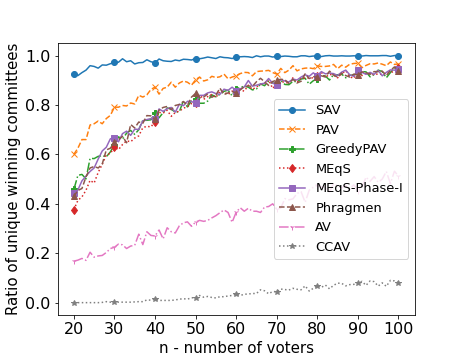 Ratio of unique winning committees
1.0
0.8
0.6
0.4
0.2
0.0
SAV
PAV
GreedyPAV
MEqS
MEqS-Phase-I
Phragmen
AV
CCAV
20 30 40 50 60 70 80 90 100
n - number of voters